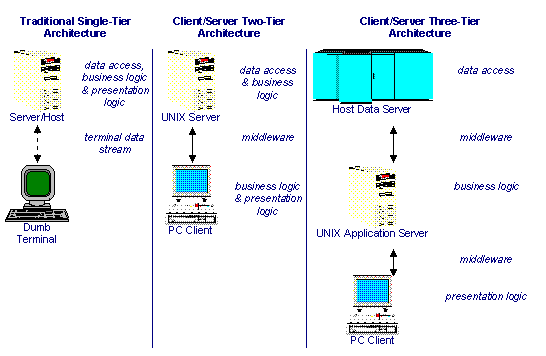 Traditional Single-Tier
Architecture
data access,
business logic
& presentation
logic
Server/Host
terminal data
stream
Dumb
Terminal
Client/Server Two-Tier
Architecture
data access
& business
logic
UNIX Server
middleware
business logic
& presentation
logic
PC Client
Client/Server Three-Tier
Architecture
data access
Host Data Server
middleware
business logic
UNIX Application Server
middleware
presentation logic
PC Client